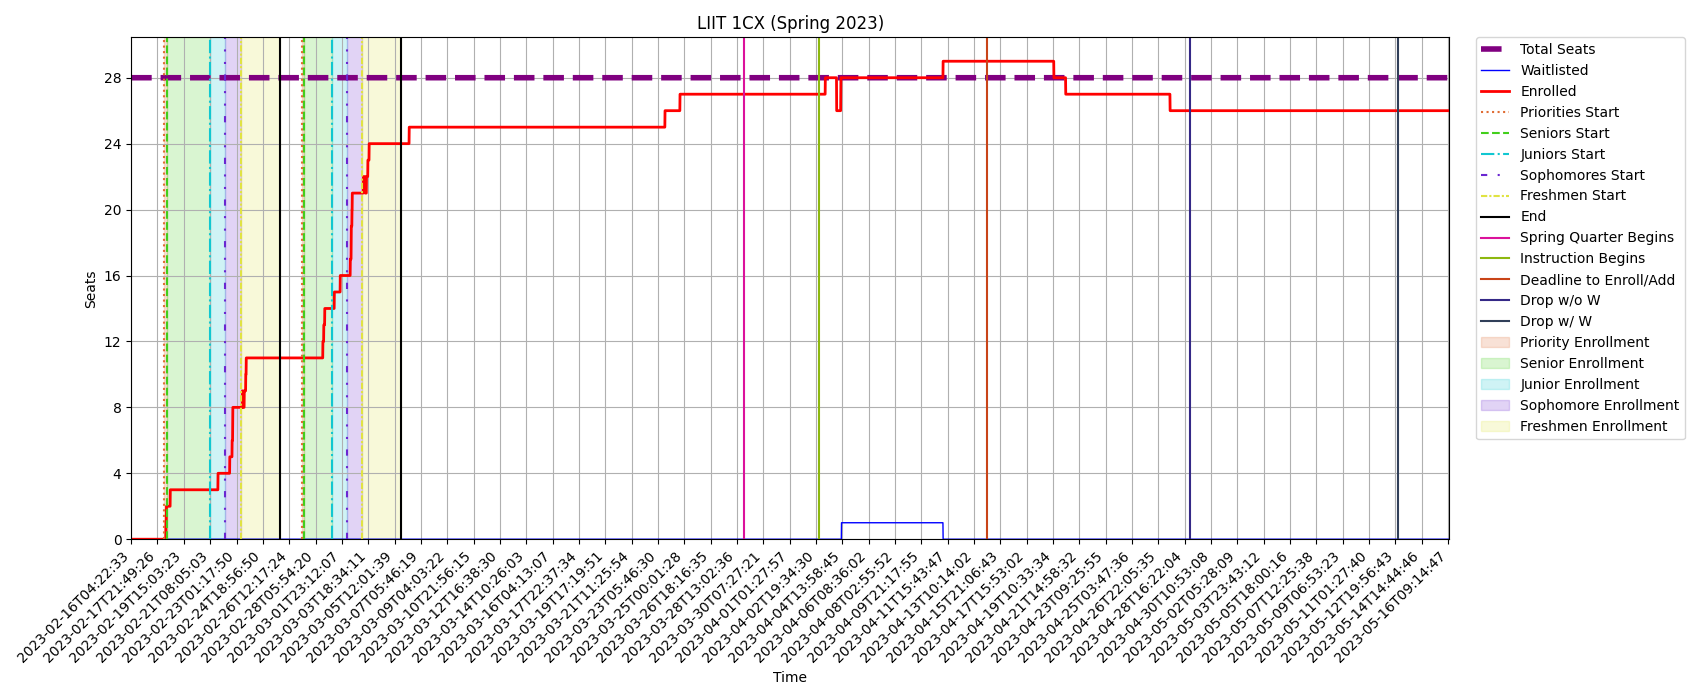 LIIT 1CX (Spring 2023)
Seats
28
24
20
16
12
8
4
0
2023-02-16T04:22:33
2023-02-17T21:49:26
2023-02-19T15:03:23
2023-02-21T08:05:03
2023-02-23T01:17:50
2023-02-24T18:56:50
2023-02-26T12:17:24
2023-02-28T05:54:20
2023-03-01T23:12:07
2023-03-03T18:34:11
2023-03-05T12:01:39
2023-03-07T05:46:19
2023-03-09T04:03:22
2023-03-10T21:56:15
2023-03-12T16:38:30
2023-03-14T10:26:03
2023-03-16T04:13:07
2023-03-17T22:37:34
2023-03-19T17:19:51
2023-03-21T11:25:54
2023-03-23T05:46:30
2023-03-25T00:01:28
2023-03-26T18:16:35
2023-03-28T13:02:36
2023-03-30T07:27:21
2023-04-01T01:27:57
2023-04-02T19:34:30
2023-04-04T13:58:45
2023-04-06T08:36:02
2023-04-08T02:55:52
2023-04-09T21:17:55
2023-04-11T15:43:47
2023-04-13T10:14:02
2023-04-15T21:06:43
2023-04-17T15:53:02
2023-04-19T10:33:34
2023-04-21T14:58:32
2023-04-23T09:25:55
2023-04-25T03:47:36
2023-04-26T22:05:35
2023-04-28T16:22:04
2023-04-30T10:53:08
2023-05-02T05:28:09
2023-05-03T23:43:12
2023-05-05T18:00:16
2023-05-07T12:25:38
2023-05-09T06:53:23
2023-05-11T01:27:40
2023-05-12T19:56:43
2023-05-14T14:44:46
2023-05-16T09:14:47
Time
Total Seats
Waitlisted
Enrolled
Priorities Start
Seniors Start
Juniors Start
Sophomores Start
Freshmen Start
End
Spring Quarter Begins
Instruction Begins
Deadline to Enroll/Add
Drop w/o W
Drop w/ W
Priority Enrollment
Senior Enrollment
Junior Enrollment
Sophomore Enrollment
Freshmen Enrollment